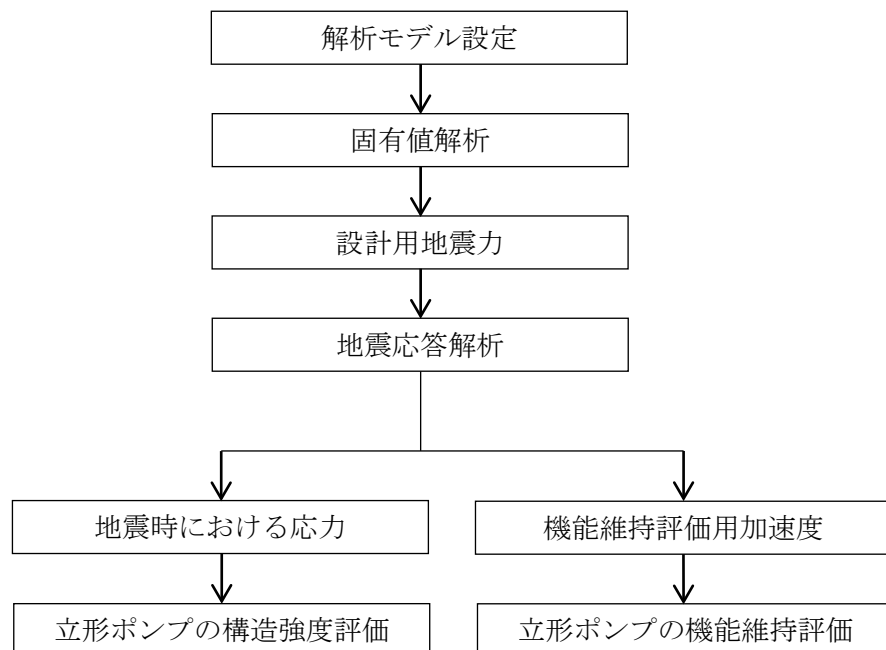 解析モデル設定
固有値解析
設計用地震力
地震応答解析
地震時における応力
機能維持評価用加速度
立形ポンプの構造強度評価
立形ポンプの機能維持評価